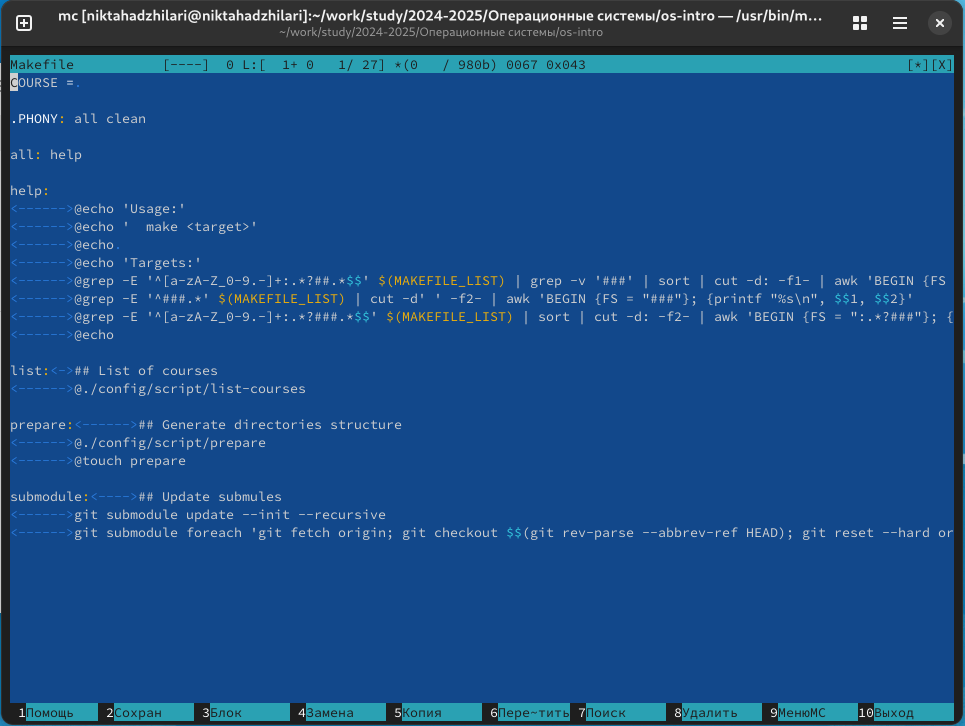 mc [niktahadzhilari@niktahadzhilari]:~/work/study/2024-2025/Операционные системы/os-intro — /usr/bin/m...
~/work/study/2024-2025/Операционные системы/os-intro
Makefile [----] 0 L:[ 1+ 0 1/ 27] *(0 / 980b) 0067 0x043 [*][X]
COURSE =.
.PHONY: all clean
all: help
help:
<------>@echo 'Usage:'
<------>@echo '  make <target>'
<------>@echo.
<------>@echo 'Targets:'
<------>@grep -E '^[a-zA-Z_0-9.-]+:.*?##.*$$' $(MAKEFILE_LIST) | grep -v '###' | sort | cut -d: -f1- | awk 'BEGIN {FS
<------>@grep -E '^###.*' $(MAKEFILE_LIST) | cut -d' ' -f2- | awk 'BEGIN {FS = "###"}; {printf "%s\n", $$1, $$2}'
<------>@grep -E '^[a-zA-Z_0-9.-]+:.*?###.*$$' $(MAKEFILE_LIST) | sort | cut -d: -f2- | awk 'BEGIN {FS = ":.*?###"}; {
<------>@echo
list:<->## List of courses
<------>@./config/script/list-courses
prepare:<------>## Generate directories structure
<------>@./config/script/prepare
<------>@touch prepare
submodule:<---->## Update submules
<------>git submodule update --init --recursive
<------>git submodule foreach 'git fetch origin; git checkout $$(git rev-parse --abbrev-ref HEAD); git reset --hard or
1Помощь 2Сохран 3Блок 4Замена 5Копия 6Пере~тить 7Поиск 8Удалить 9МенюMC 10Выход